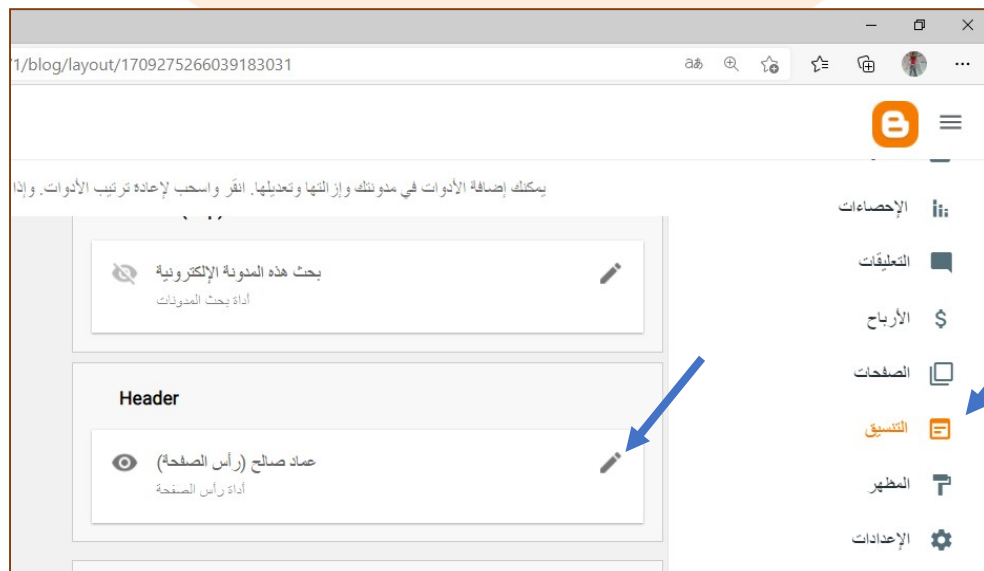 1/blog/layout/1709275266039183031
يمكنك إضافة الأدوات في مدونتك وإزالتها وتعديلها. انقر واسحب لإعادة ترتيب الأدوات. وإذا
بحث هذه المدونة الإلكترونية
أداة بحث المدونات
Header
عماد صالح (رأس الصفحة)
أداة رأس الصفحة
الإحصاءات
التعليقات
الأرباح
الصفحات
التنسيق
المظهر
الإعدادات